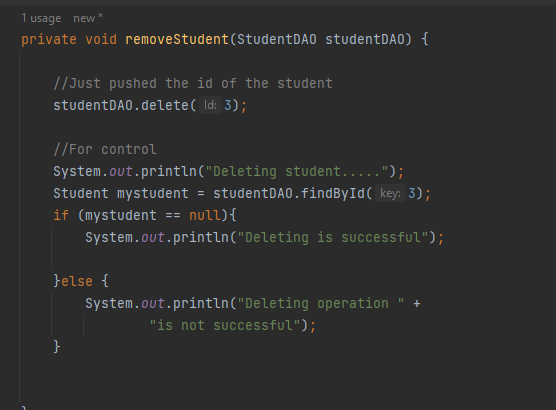 1 usage new *
private void removeStudent(StudentDAO studentDAO) {
//Just pushed the id of the student
studentDAO.delete( Id: 3);
//For control
System.out.println("Deleting student.....");
Student mystudent = studentDAO.findById( key: 3);
if (mystudent == null){
System.out.println("Deleting is successful");
}else {
System.out.println("Deleting operation " +
"is not successful");
}
}